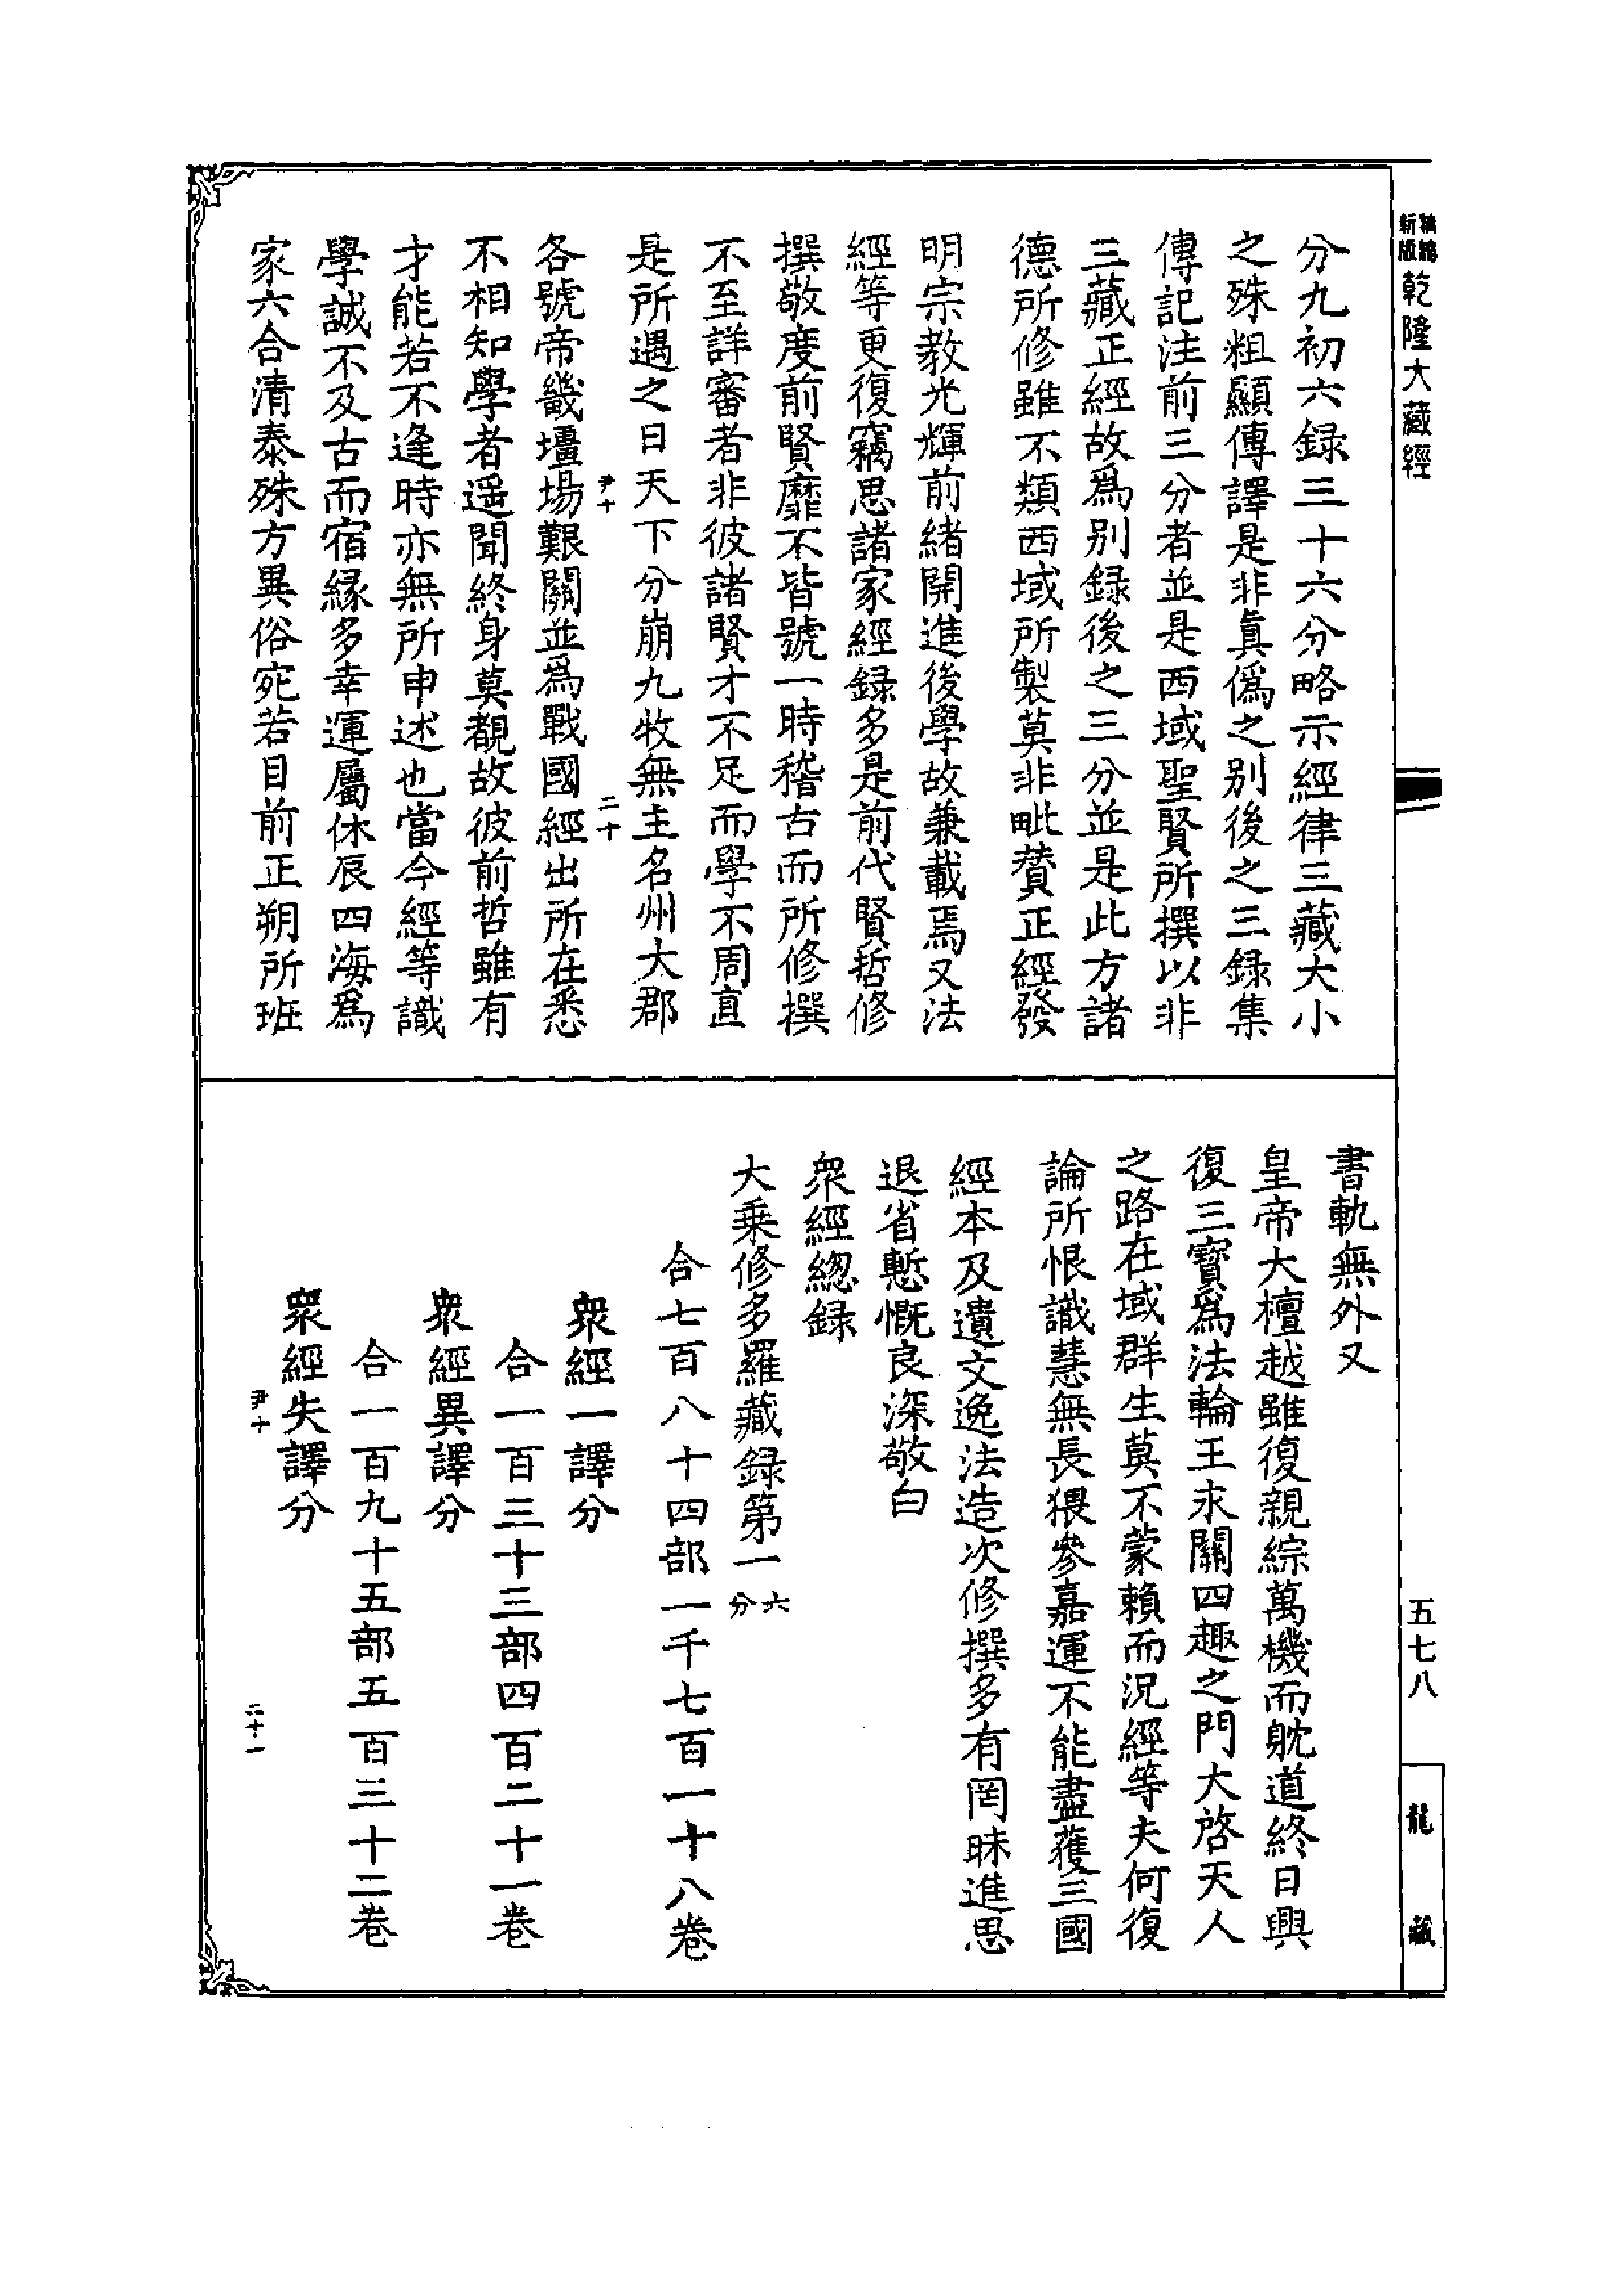 新版
乾隆大藏經
分九初六録三十六分略示經律三藏大小
之殊粗顯傳譯是非真僞之别後之三録集
傳記注前三分者並是西域聖賢所撰以非
三藏正經故爲别録後之三分並是此方諸
德所修雖不類西域所製莫非毗賛正經發
明宗教光輝前緒開進後學故兼載焉又法
經等更復竊思諸家經録多是前代賢哲修
撰敬度前賢靡不皆號一時稽古而所修撰
不至詳審者非彼諸賢才不足而學不周直
是所遇之日天下分崩九牧無主名州大郡
尹十
二十
各號帝畿壃場艱關並爲戰國經出所在悉
不相知學者遥聞終身莫覩故彼前哲雖有
才能若不逢時亦無所申述也當今經等識
學誠不及古而宿緣多幸運屬休辰四海爲
家六合清泰殊方異俗宛若目前正朔所班
書軌無外又
皇帝大檀越雖復親綜萬機而躭道終日興
復三寶爲法輪王永關四趣之門大啓天人
之路在域群生莫不蒙賴而況經等夫何復
論所恨識慧無長猥參嘉運不能盡獲三國
經本及遺文逸法造次修撰多有罔昧進思
退省慙慨良深敬白
衆經總録
大乗修多羅藏録第一六分
合七百八十四部一千七百一十八卷
衆經一譯分
合一百三十三部四百二十一卷
衆經異譯分
合一百九十五部五百三十二卷
衆經失譯分
尹十
二十一
五七八
龍藏